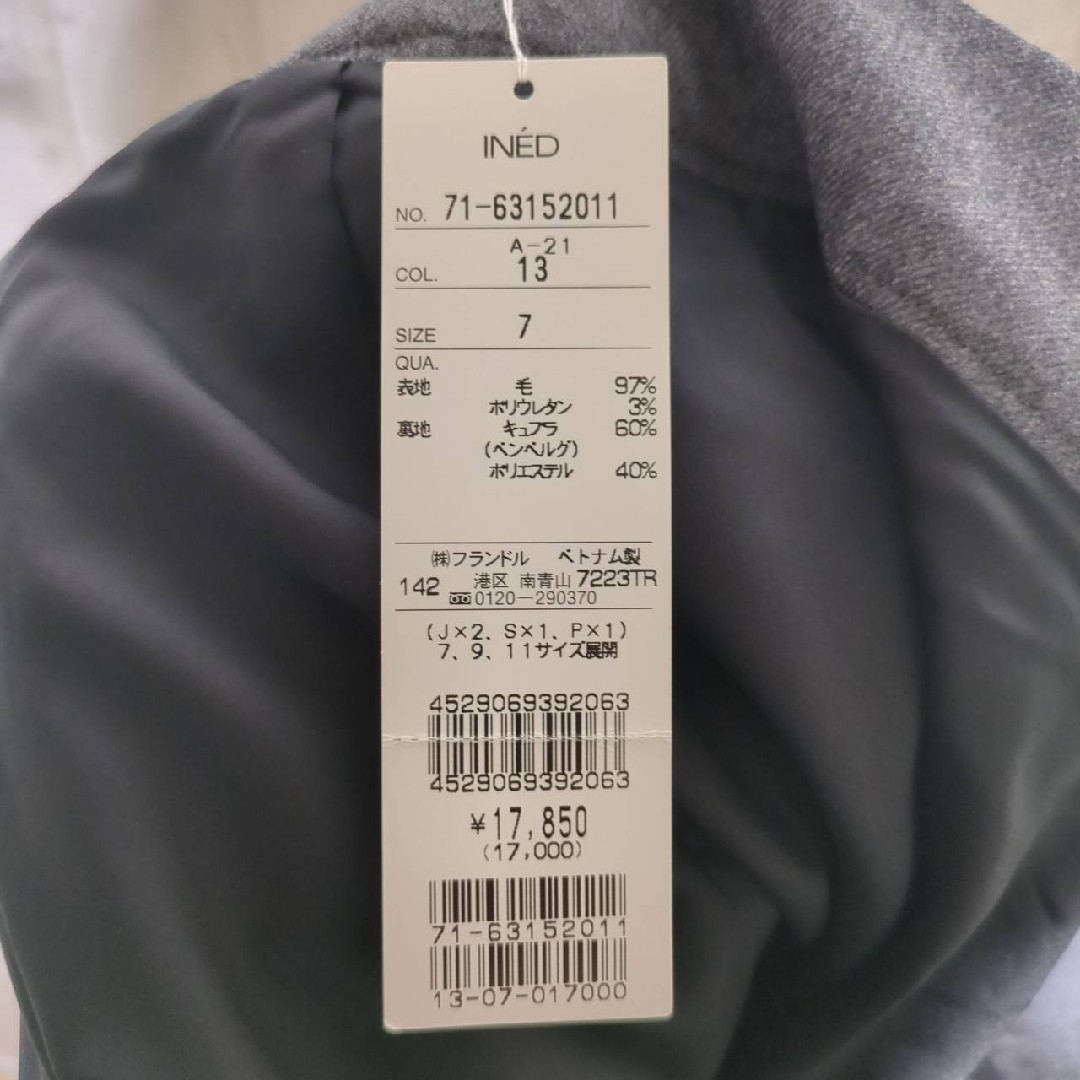 INÉD
NO. 71-63152011
A-21
COL. 13
SIZE 7
QUA.
表地 毛 97%
ポリウレタン 3%
裏地 キュプラ 60%
(ベンベルグ)
ポリエステル 40%
㈱フランドル ベトナム製
142 港区 南青山 7223TR
0120-290370
(J×2、S×1、P×1)
7、9、11サイズ展開
4529069392063
4529069392063
¥17,850
(17,000)
71-63152011
13-07-017000